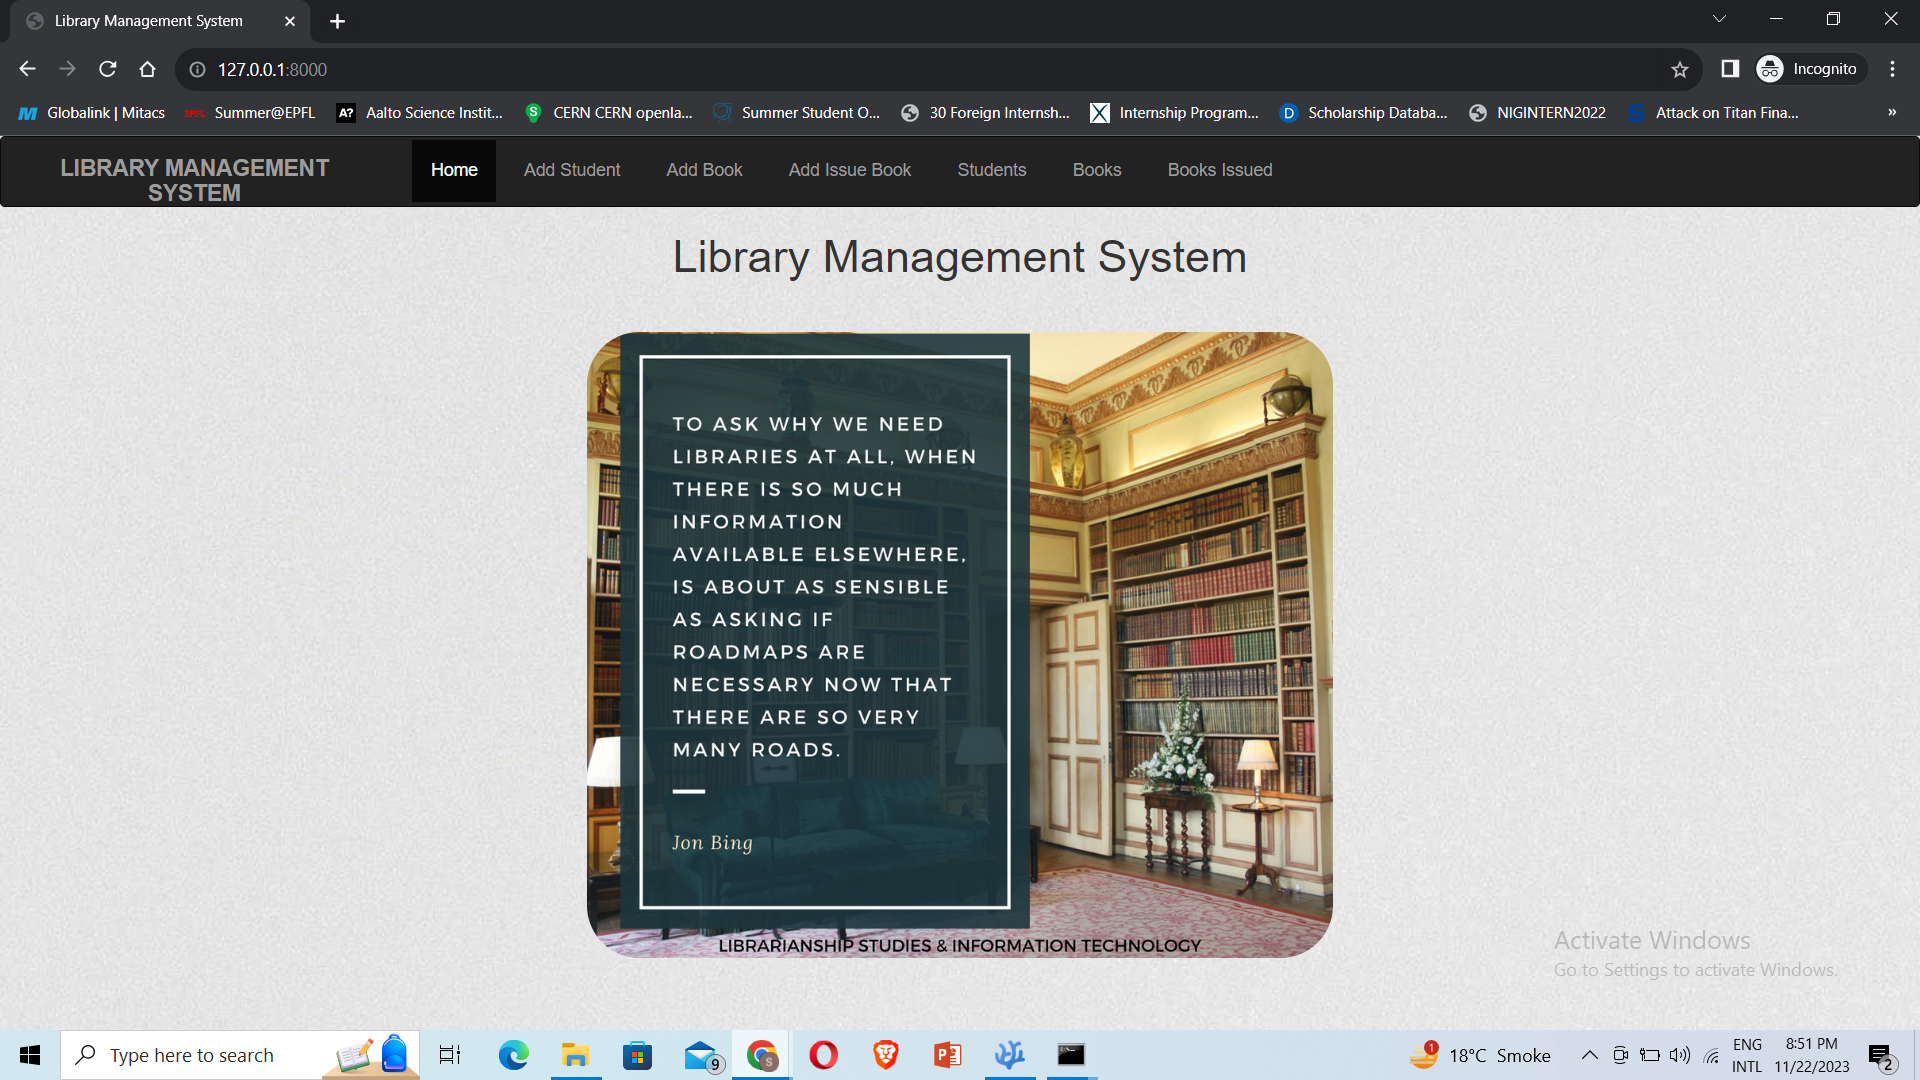 Library Management System
127.0.0.1:8000
Incognito
Globalink | Mitacs
EPFL Summer@EPFL
A? Aalto Science Instit...
CERN CERN openla...
Summer Student O...
30 Foreign Internsh...
Internship Program...
D Scholarship Databa...
NIGINTERN2022
Attack on Titan Fina...
»
LIBRARY MANAGEMENT
SYSTEM
Home
Add Student
Add Book
Add Issue Book
Students
Books
Books Issued
Library Management System
TO ASK WHY WE NEED
LIBRARIES AT ALL, WHEN
THERE IS SO MUCH
INFORMATION
AVAILABLE ELSEWHERE,
IS ABOUT AS SENSIBLE
AS ASKING IF
ROADMAPS ARE
NECESSARY NOW THAT
THERE ARE SO VERY
MANY ROADS.
Jon Bing
LIBRARIANSHIP STUDIES & INFORMATION TECHNOLOGY
Activate Windows
Go to Settings to activate Windows.
Type here to search
9
S
1
18°C Smoke
ENG
INTL
8:51 PM
11/22/2023
2